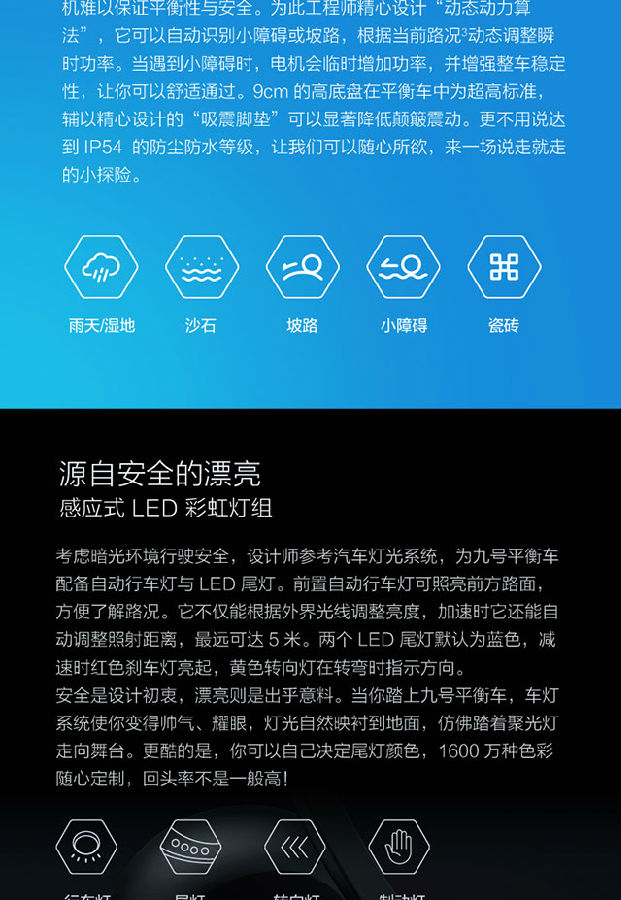 机难以保证平衡性与安全。为此工程师精心设计“动态动力算
法”，它可以自动识别小障碍或坡路，根据当前路况³动态调整瞬
时功率。当遇到小障碍时，电机会临时增加功率，并增强整车稳定
性，让你可以舒适通过。9cm 的高底盘在平衡车中为超高标准，
辅以精心设计的“吸震脚垫”可以显著降低颠簸震动。更不用说达
到 IP54 的防尘防水等级，让我们可以随心所欲，来一场说走就走
的小探险。
雨天/湿地 沙石 坡路 小障碍 瓷砖
源自安全的漂亮
感应式 LED 彩虹灯组
考虑暗光环境行驶安全，设计师参考汽车灯光系统，为九号平衡车
配备自动行车灯与 LED 尾灯。前置自动行车灯可照亮前方路面，
方便了解路况。它不仅能根据外界光线调整亮度，加速时它还能自
动调整照射距离，最远可达 5 米。两个 LED 尾灯默认为蓝色，减
速时红色刹车灯亮起，黄色转向灯在转弯时指示方向。
安全是设计初衷，漂亮则是出乎意料。当你踏上九号平衡车，车灯
系统使你变得帅气、耀眼，灯光自然映衬到地面，仿佛踏着聚光灯
走向舞台。更酷的是，你可以自己决定尾灯颜色，1600 万种色彩
随心定制，回头率不是一般高！
行车灯 尾灯 转向灯 制动灯